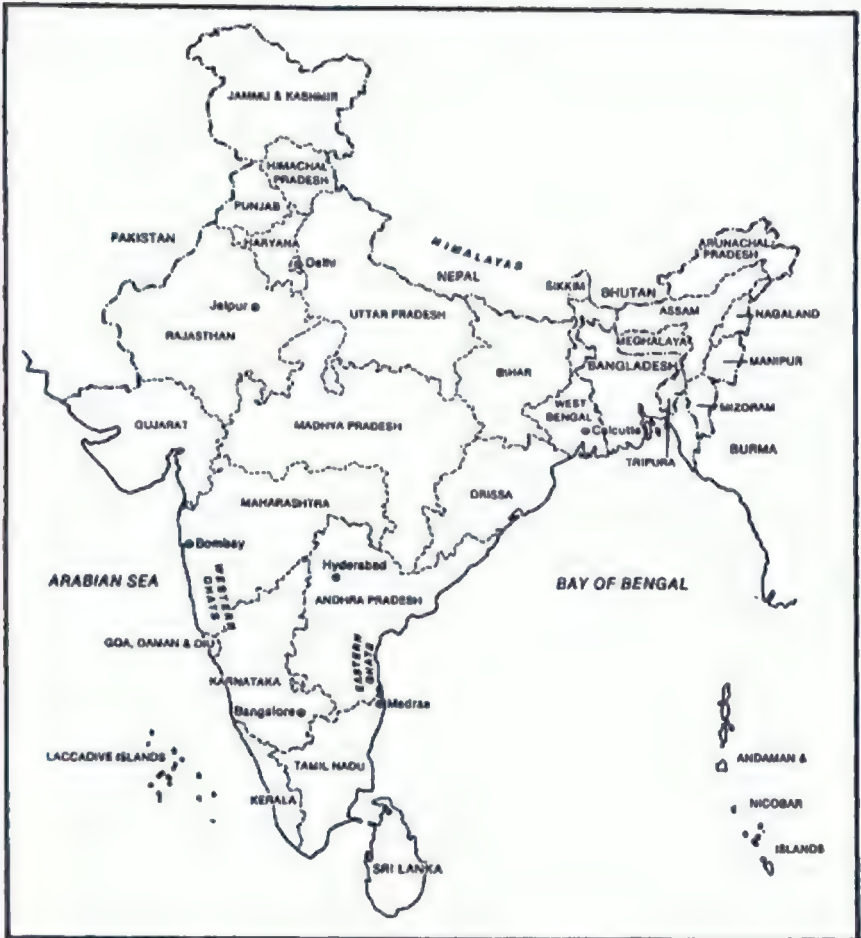 JAMMU & KASHMIR
HIMACHAL
PRADESH
PUNJAB
PAKISTAN
HARYANA
Delhi
HIMALAYAS
NEPAL
SIKKIM
BHUTAN
ARUNACHAL
PRADESH
ASSAM
NAGALAND
Jaipur
RAJASTHAN
UTTAR PRADESH
MEGHALAYA
BANGLADESH
MANIPUR
BIHAR
MIZORAM
GUJARAT
MADHYA PRADESH
WEST
BENGAL
Calcutta
TRIPURA
BURMA
MAHARASHTRA
ORISSA
Bombay
Hyderabad
ARABIAN SEA
WESTERN
GHATS
ANDHRA PRADESH
BAY OF BENGAL
GOA, DAMAN & DIU
EASTERN
GHATS
KARNATAKA
Bangalore
Madras
LACCADIVE ISLANDS
TAMIL NADU
ANDAMAN &
KERALA
NICOBAR
ISLANDS
SRI LANKA